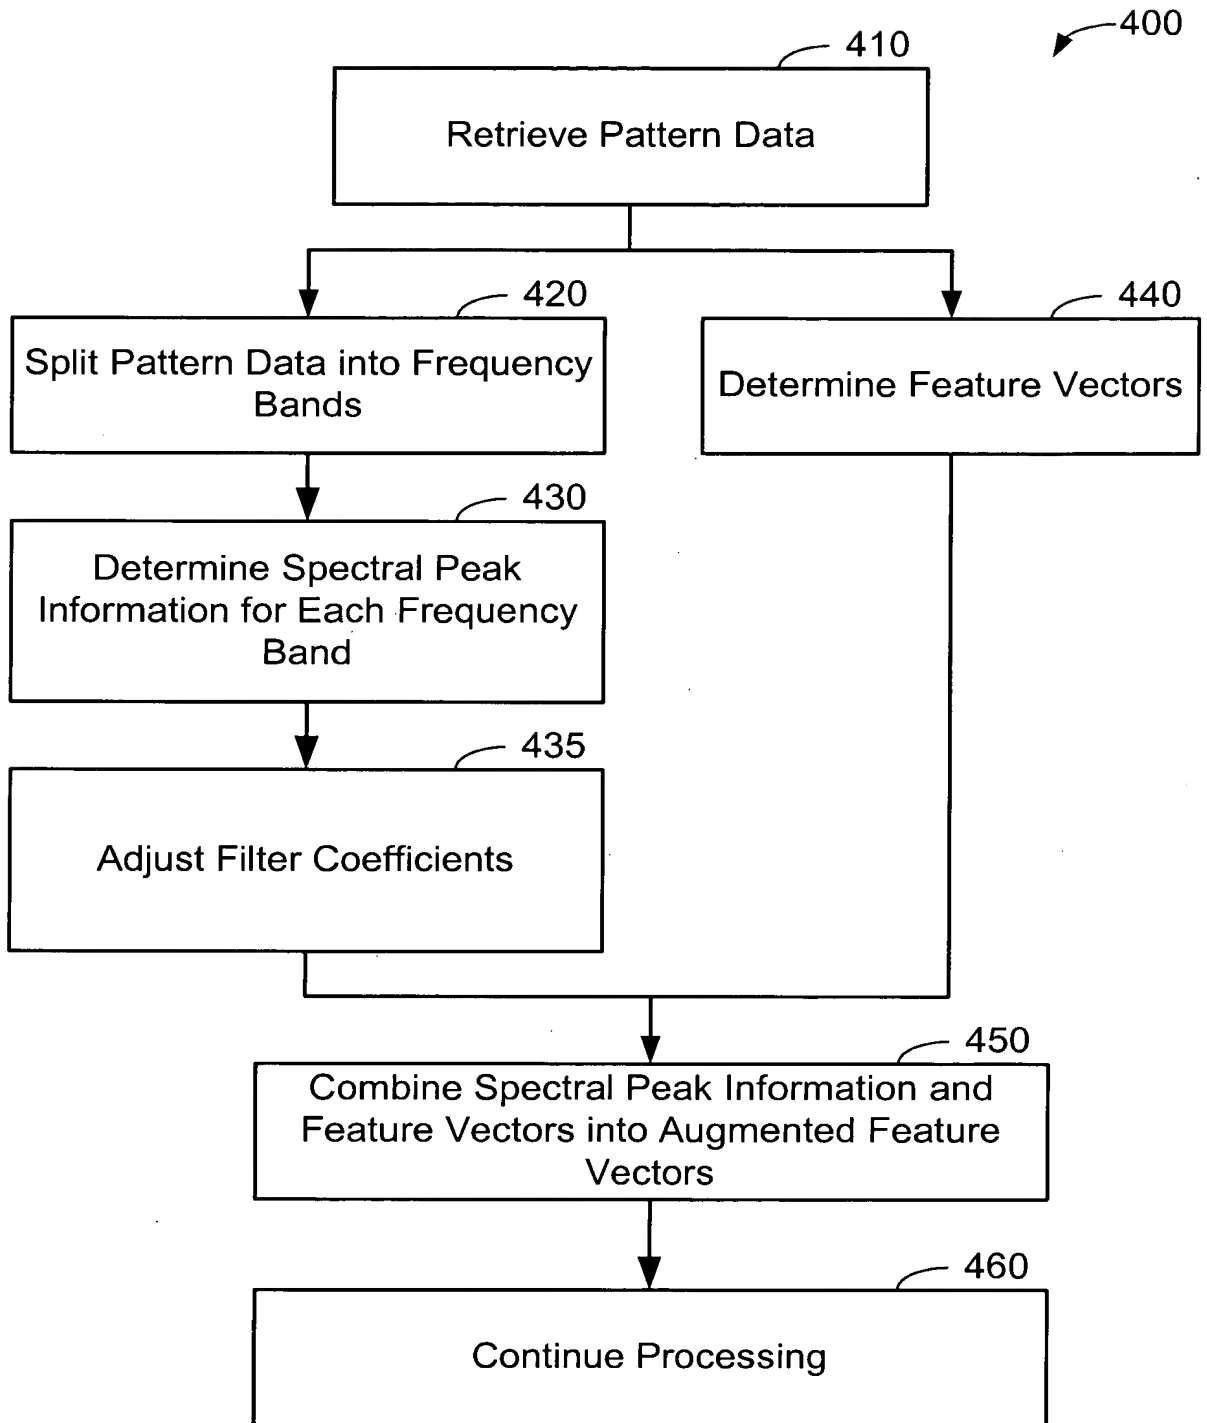 400
410
Retrieve Pattern Data
420
Split Pattern Data into Frequency
Bands
440
Determine Feature Vectors
430
Determine Spectral Peak
Information for Each Frequency
Band
435
Adjust Filter Coefficients
450
Combine Spectral Peak Information and
Feature Vectors into Augmented Feature
Vectors
460
Continue Processing